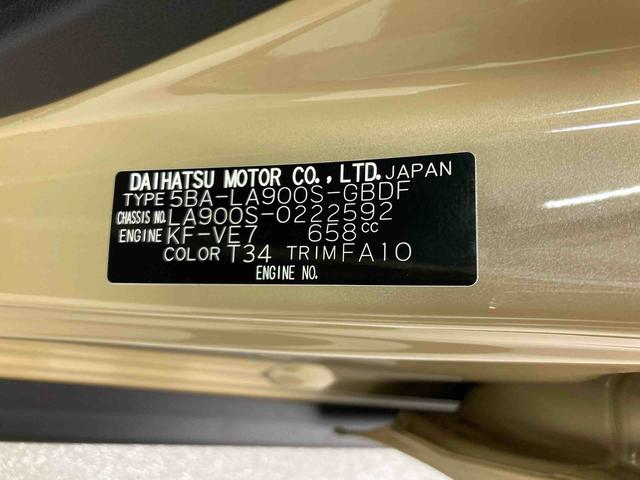 DAIHATSU MOTOR CO., LTD. JAPAN
TYPE 5BA-LA900S-GBDF
CHASSIS NO. LA900S-0222592
ENGINE KF-VE7 658cc
COLOR T34 TRIM FA10
ENGINE NO.